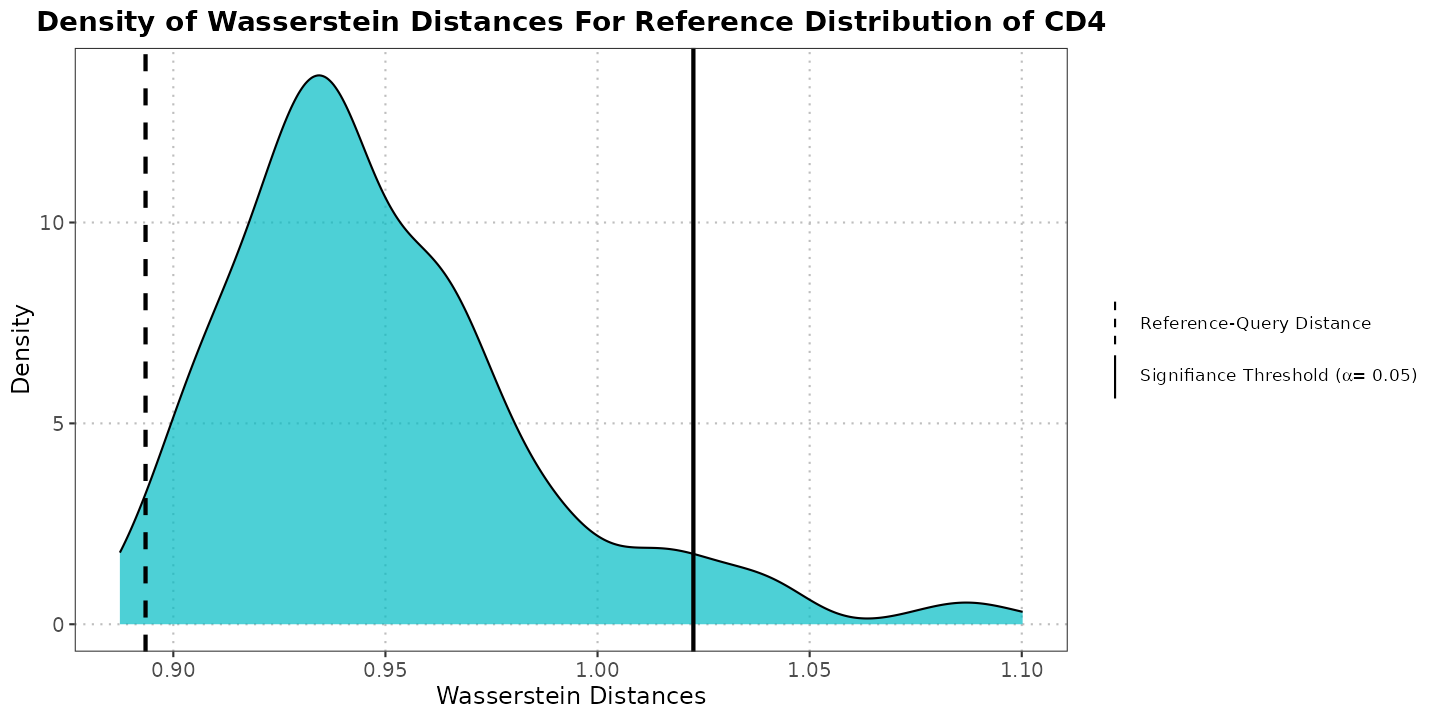 Density of Wasserstein Distances For Reference Distribution of CD4
10
5
0
Density
0.90 0.95 1.00 1.05 1.10
Wasserstein Distances
Reference-Query Distance
Signifiance Threshold (α= 0.05)